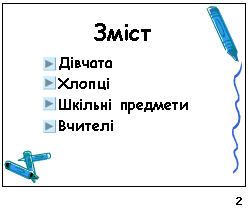 Зміст
Дівчата
Хлопці
Шкільні предмети
Вчителі
2